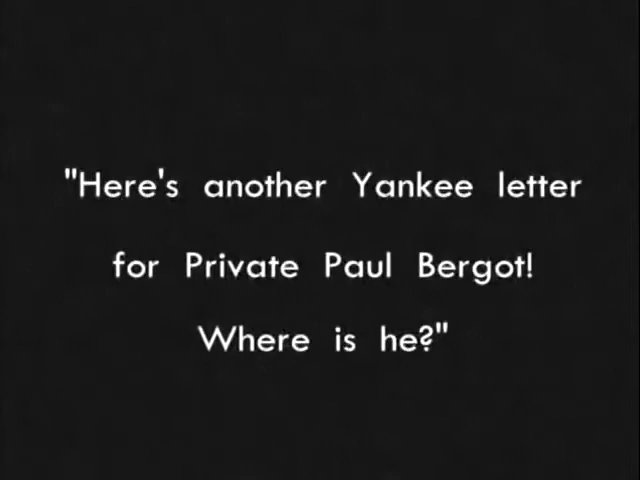 "Here's another Yankee letter
for Private Paul Bergot!
Where is he?"